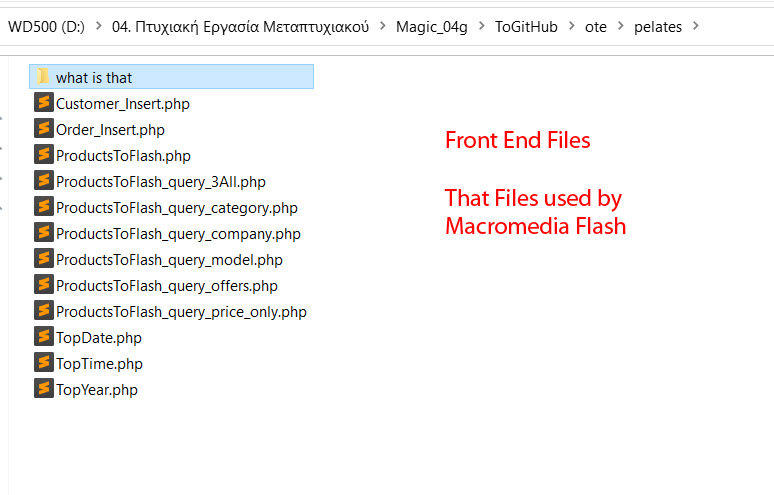 WD500 (D:) > 04. Πτυχιακή Εργασία Μεταπτυχιακού > Magic_04g > ToGitHub > ote > pelates >
what is that
Customer_Insert.php
Order_Insert.php
ProductsToFlash.php
ProductsToFlash_query_3All.php
ProductsToFlash_query_category.php
ProductsToFlash_query_company.php
ProductsToFlash_query_model.php
ProductsToFlash_query_offers.php
ProductsToFlash_query_price_only.php
TopDate.php
TopTime.php
TopYear.php
Front End Files
That Files used by
Macromedia Flash